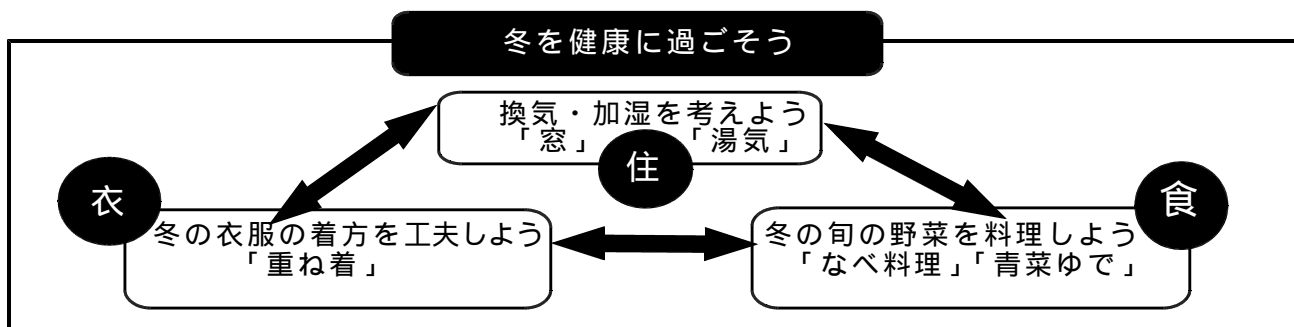 冬を健康に過ごそう
換気・加湿を考えよう
「窓」 「湯気」
住
衣
食
冬の衣服の着方を工夫しよう
「重ね着」
冬の旬の野菜を料理しよう
「なべ料理」「青菜ゆで」